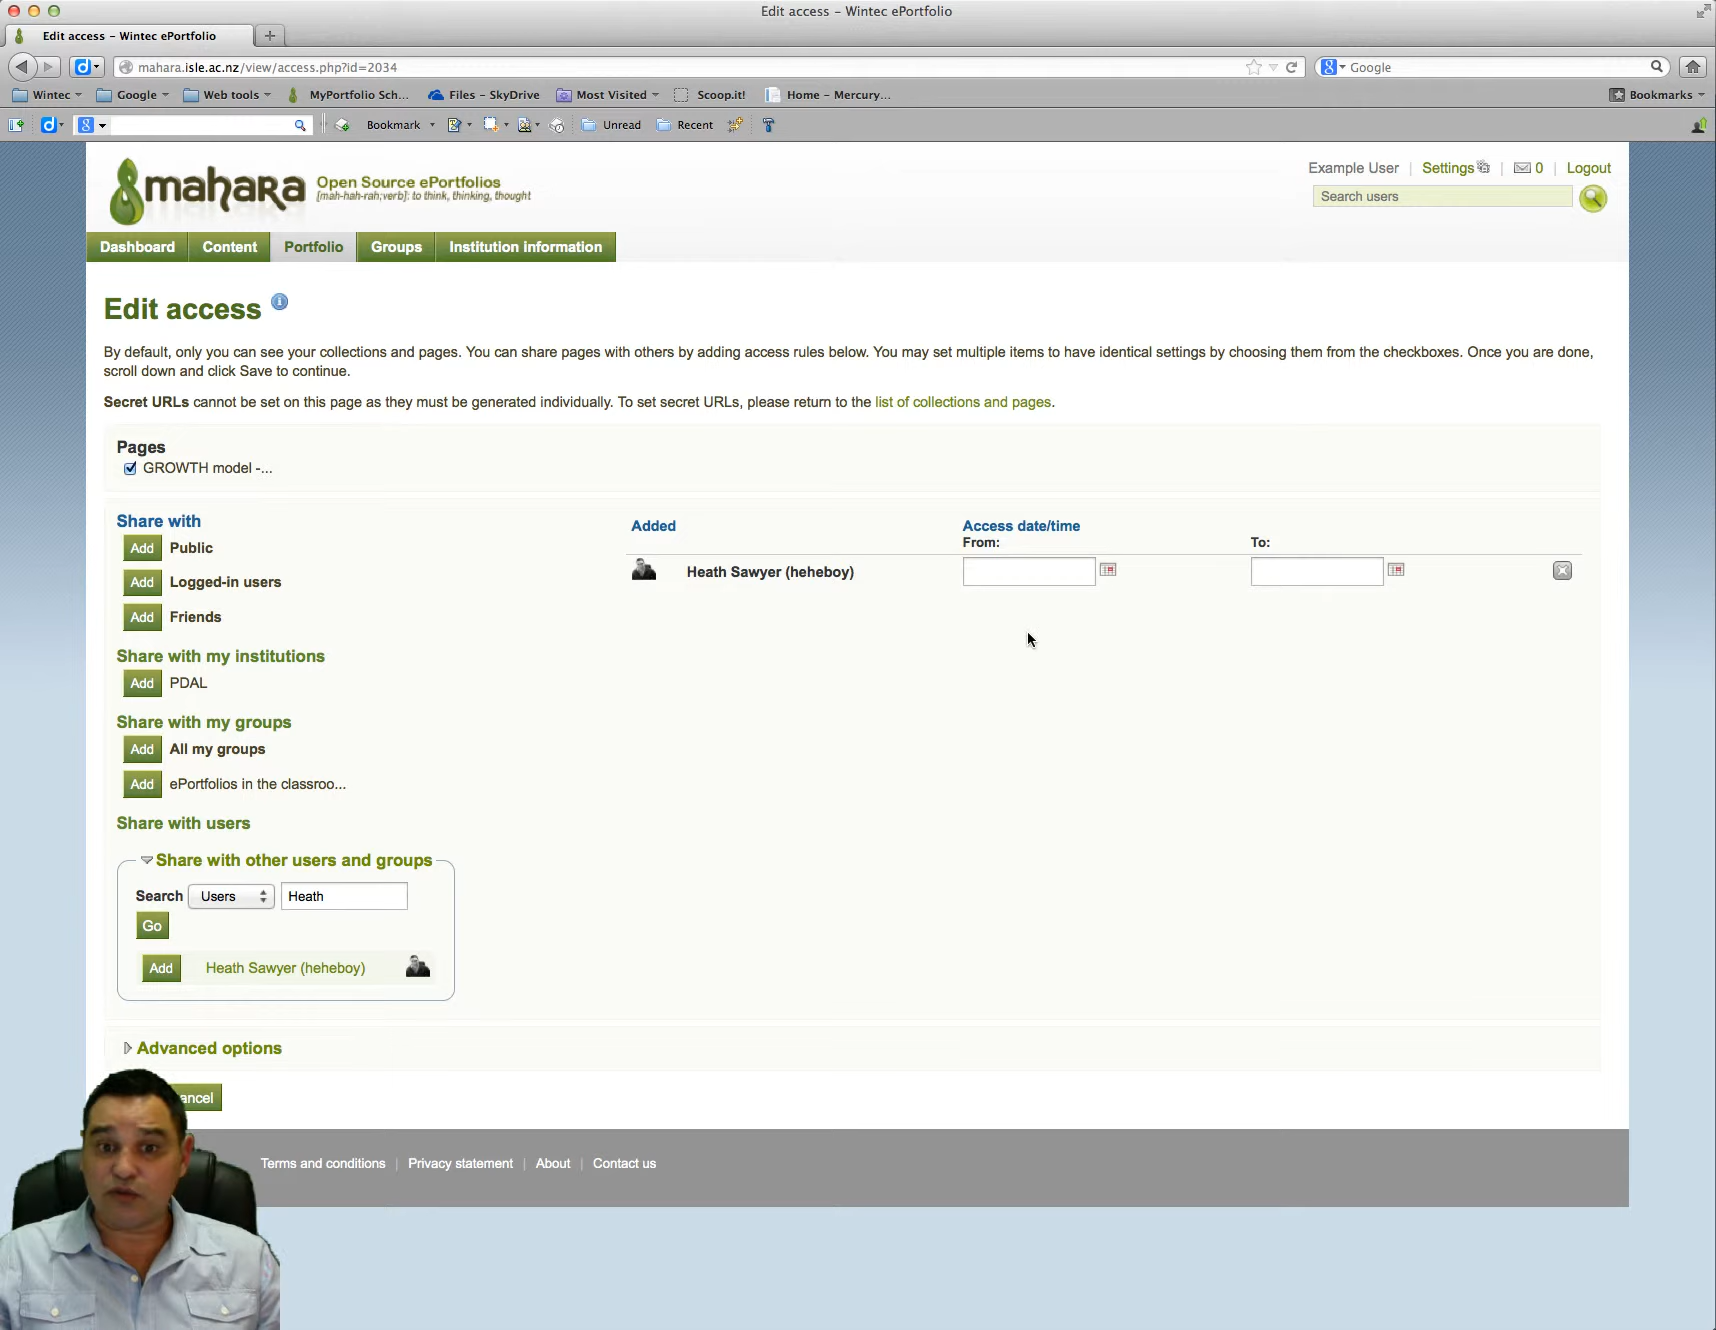 Edit access – Wintec ePortfolio
Edit access – Wintec ePortfolio
mahara.isle.ac.nz/view/access.php?id=2034
Google
Wintec
Google
Web tools
MyPortfolio Sch...
Files – SkyDrive
Most Visited
Scoop.it!
Home – Mercury...
Bookmarks
Bookmark
Unread
Recent
mahara
Open Source ePortfolios
[mah-hah-rah;verb]: to think, thinking, thought
Example User | Settings | 0 | Logout
Search users
Dashboard
Content
Portfolio
Groups
Institution information
Edit access
By default, only you can see your collections and pages. You can share pages with others by adding access rules below. You may set multiple items to have identical settings by choosing them from the checkboxes. Once you are done,
scroll down and click Save to continue.
Secret URLs cannot be set on this page as they must be generated individually. To set secret URLs, please return to the list of collections and pages.
Pages
GROWTH model -...
Share with
Add Public
Add Logged-in users
Add Friends
Share with my institutions
Add PDAL
Share with my groups
Add All my groups
Add ePortfolios in the classroo...
Share with users
Share with other users and groups
Search Users Heath
Go
Add Heath Sawyer (heheboy)
Added
Access date/time
From:
To:
Heath Sawyer (heheboy)
Advanced options
ancel
Terms and conditions | Privacy statement | About | Contact us